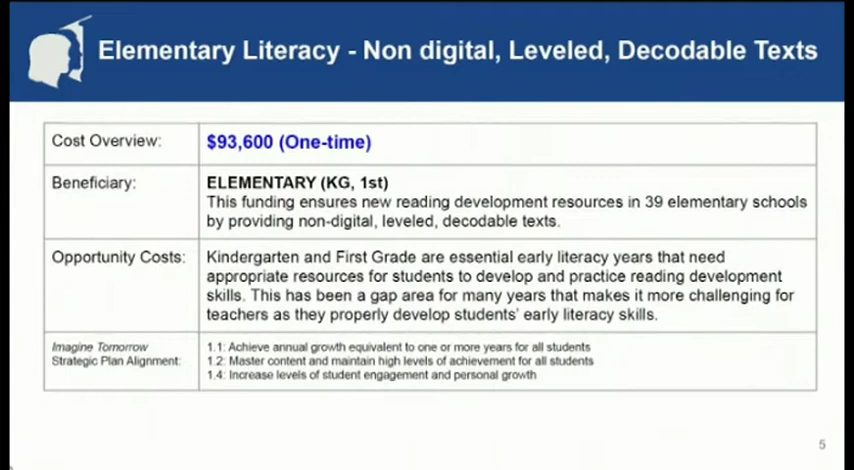 Elementary Literacy - Non digital, Leveled, Decodable Texts
Cost Overview:
$93,600 (One-time)
Beneficiary:
ELEMENTARY (KG, 1st)
This funding ensures new reading development resources in 39 elementary schools
by providing non-digital, leveled, decodable texts.
Opportunity Costs:
Kindergarten and First Grade are essential early literacy years that need
appropriate resources for students to develop and practice reading development
skills. This has been a gap area for many years that makes it more challenging for
teachers as they properly develop students' early literacy skills.
Imagine Tomorrow
Strategic Plan Alignment:
1.1: Achieve annual growth equivalent to one or more years for all students
1.2: Master content and maintain high levels of achievement for all students
1.4: Increase levels of student engagement and personal growth
5